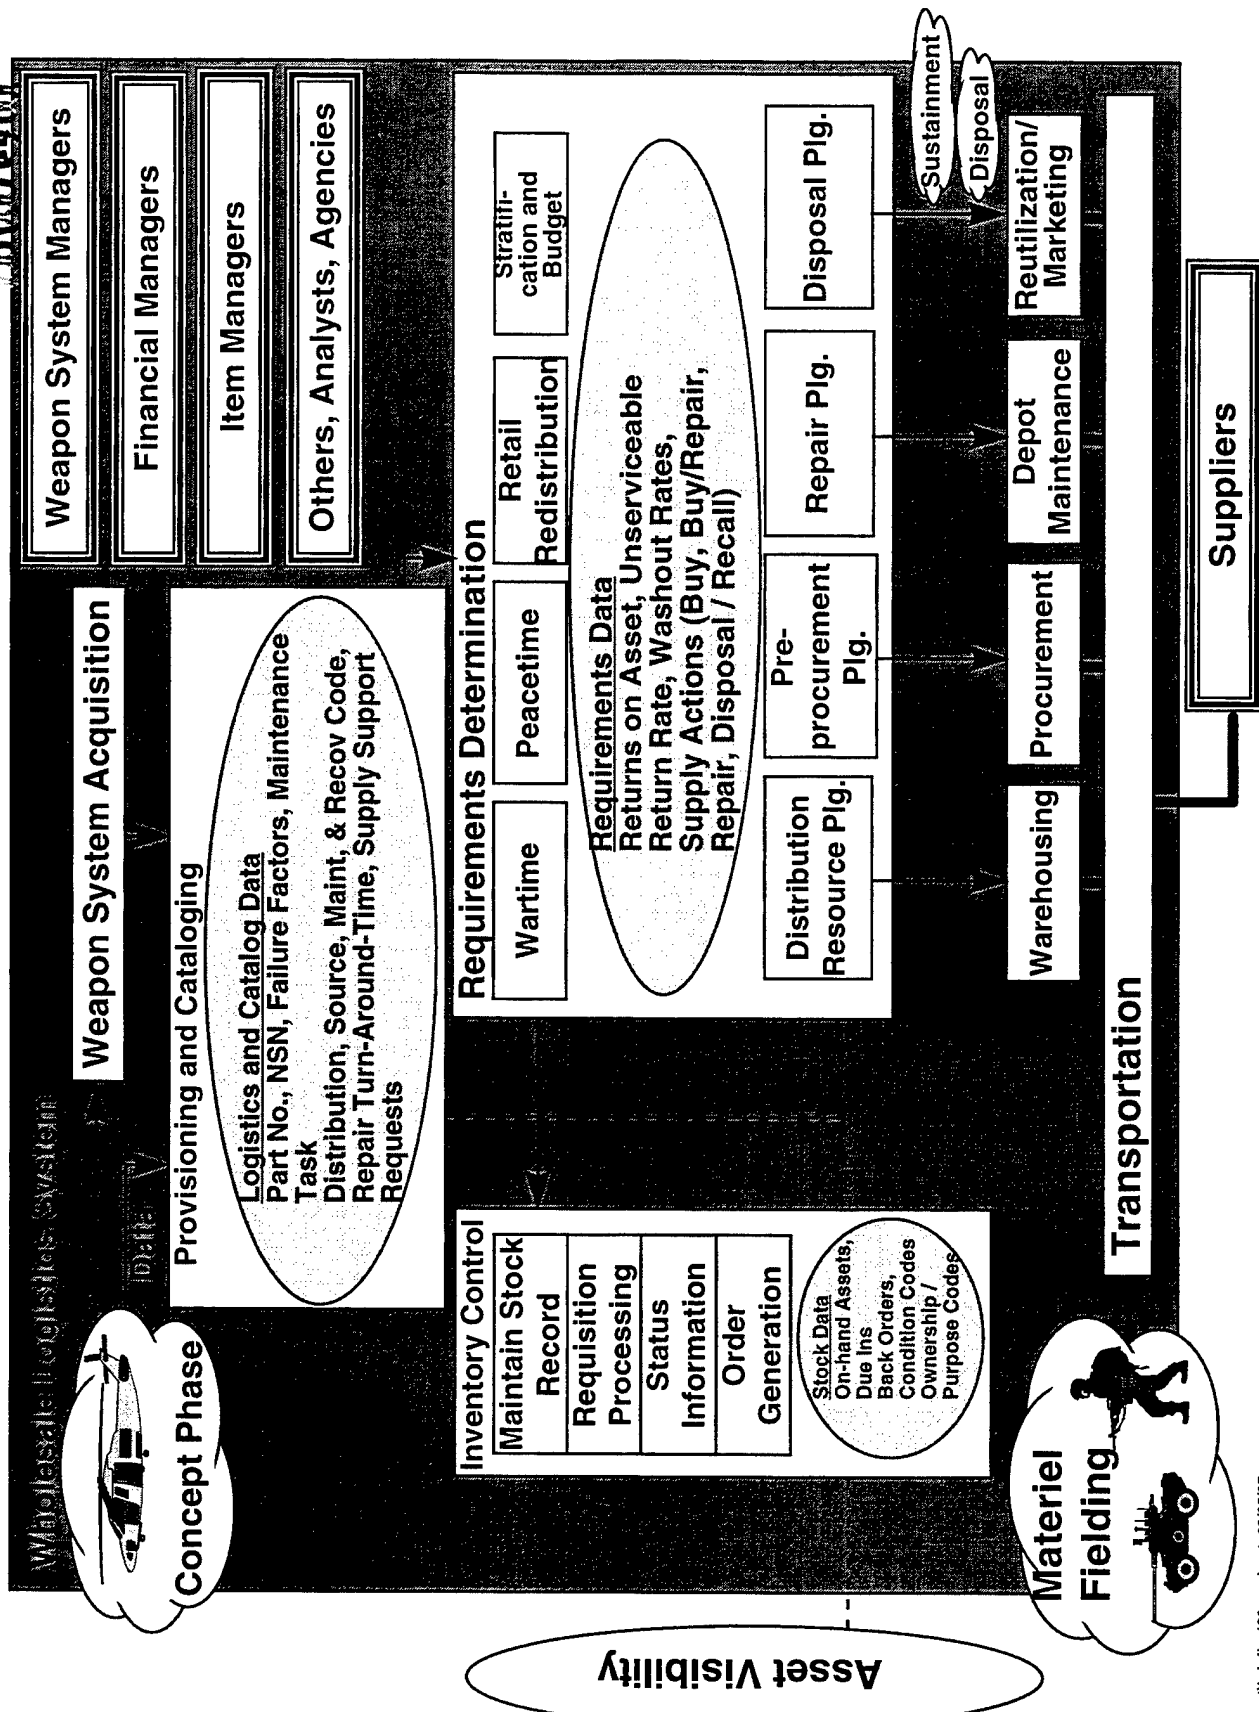 Wholesale Logistics System
Concept Phase
Data
Weapon System Acquisition
Weapon System Managers
Financial Managers
Item Managers
Others, Analysts, Agencies
Provisioning and Cataloging
Logistics and Catalog Data
Part No., NSN, Failure Factors, Maintenance
Task
Distribution, Source, Maint, & Recov Code,
Repair Turn-Around-Time, Supply Support
Requests
Asset Visibility
Inventory Control
Maintain Stock
Record
Requisition
Processing
Status
Information
Order
Generation
Stock Data
On-hand Assets,
Due Ins
Back Orders,
Condition Codes
Ownership /
Purpose Codes
Requirements Determination
Wartime
Peacetime
Retail
Redistribution
Stratifi-
cation and
Budget
Requirements Data
Returns on Asset, Unserviceable
Return Rate, Washout Rates,
Supply Actions (Buy, Buy/Repair,
Repair, Disposal / Recall)
Distribution
Resource Plg.
Pre-
procurement
Plg.
Repair Plg.
Disposal Plg.
Sustainment
Disposal
Materiel
Fielding
Warehousing
Procurement
Depot
Maintenance
Reutilization/
Marketing
Transportation
Suppliers